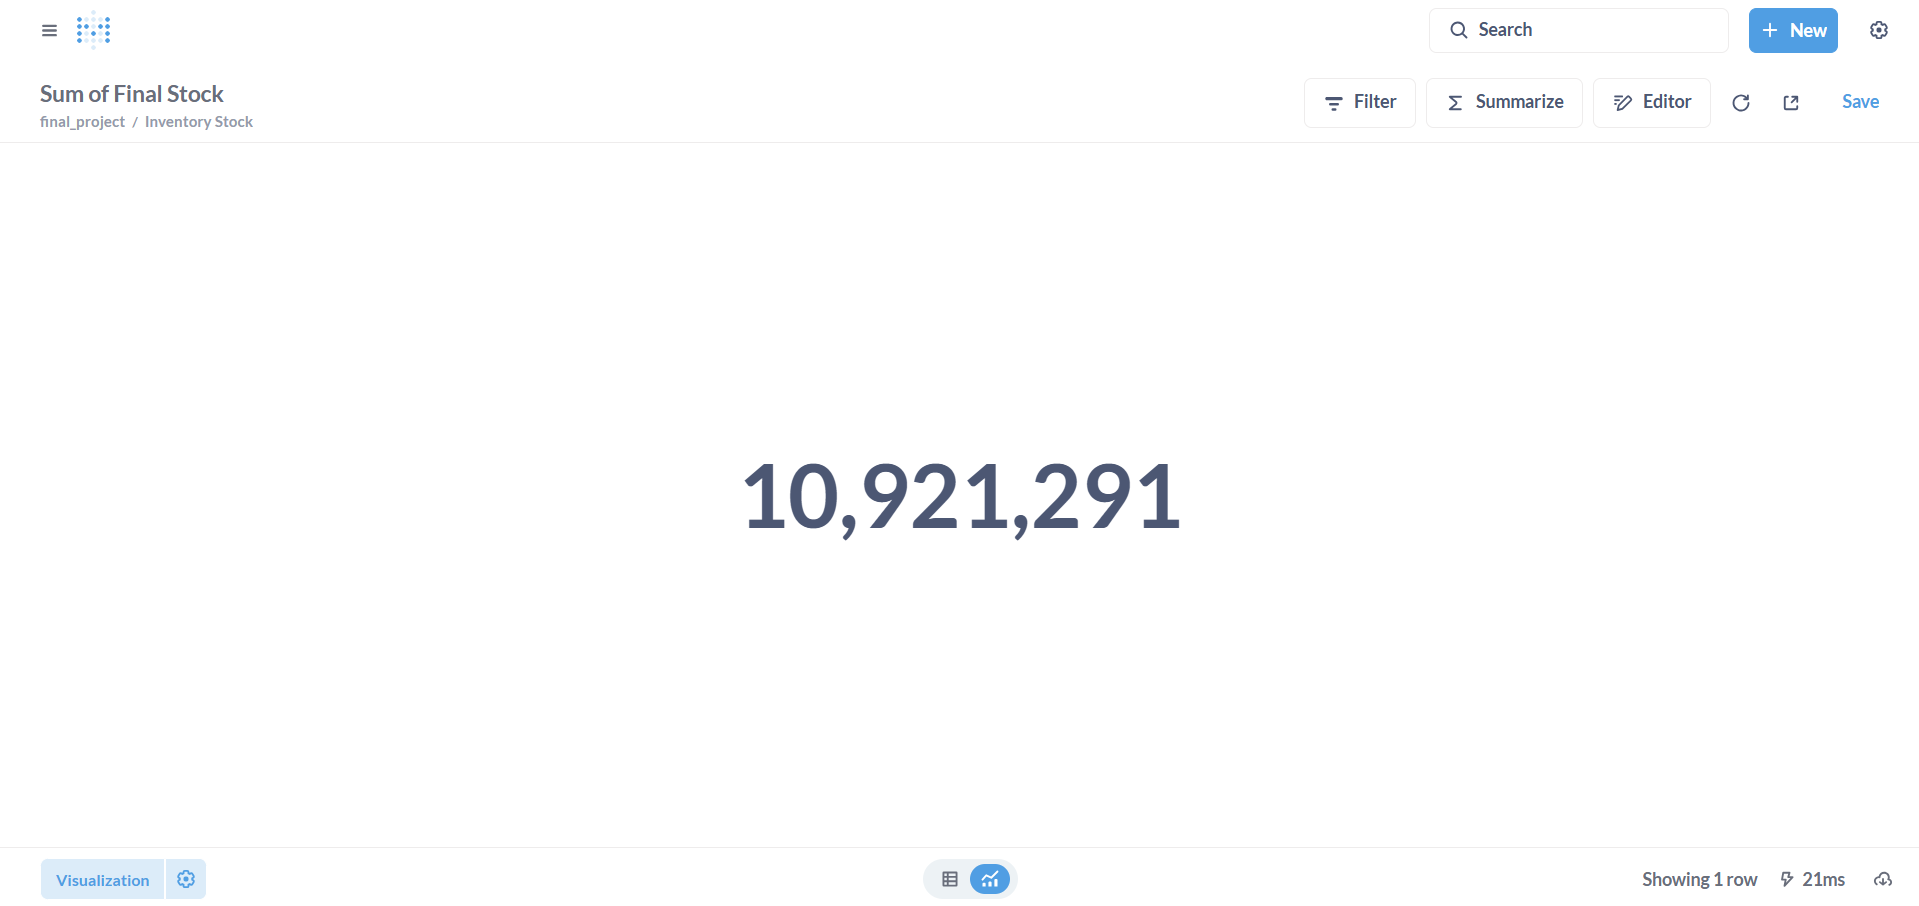 Search
New
Sum of Final Stock
final_project / Inventory Stock
Filter
Summarize
Editor
Save
10,921,291
Visualization
Showing 1 row
21ms